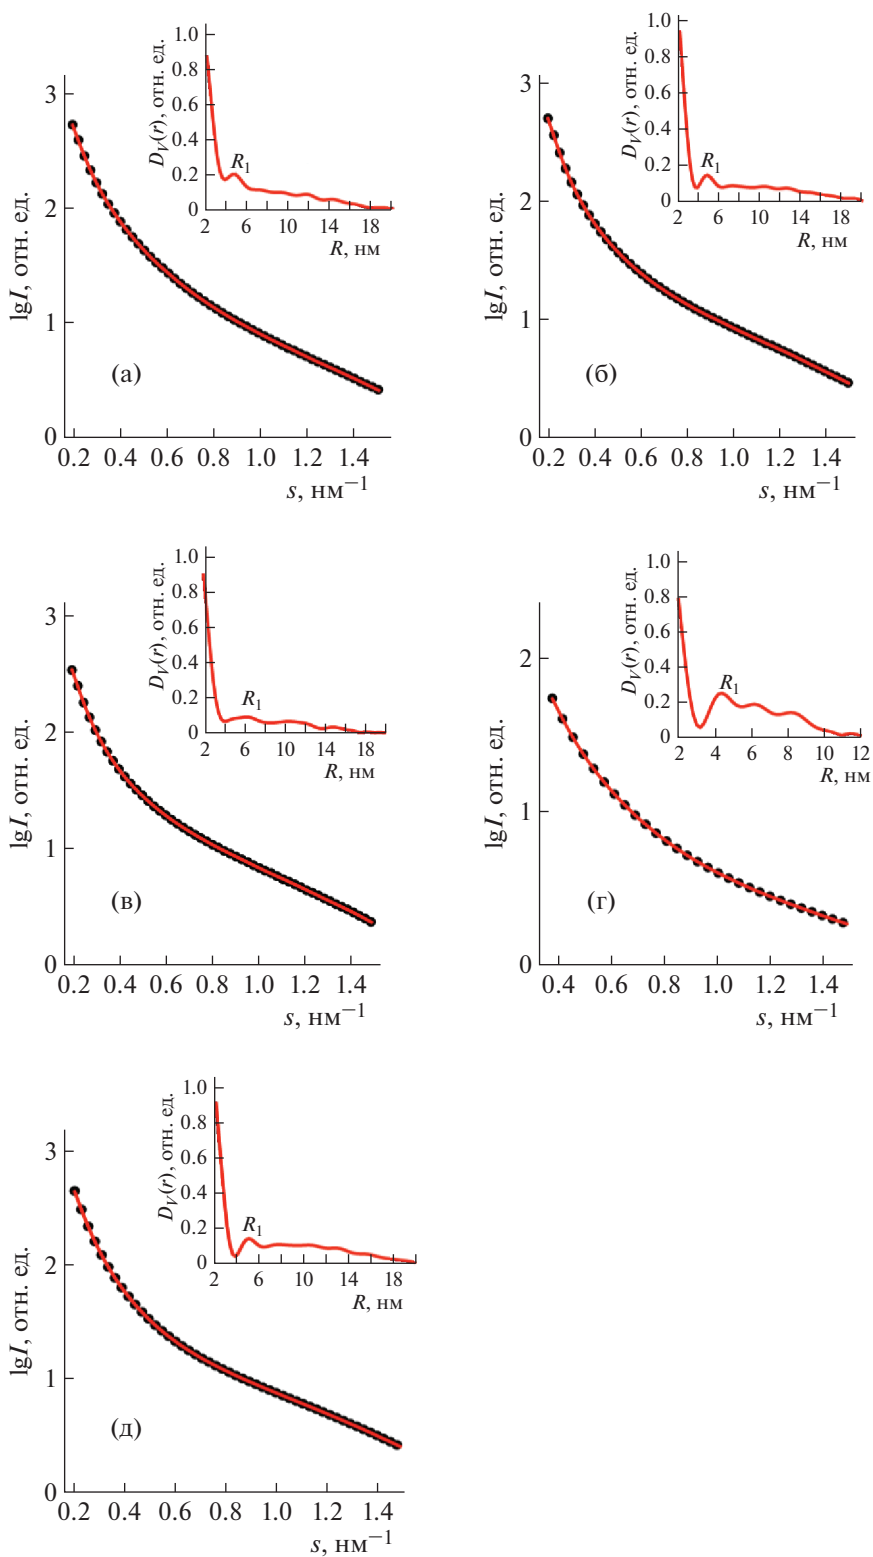 1.0
0.8
0.6
0.4
0.2
0
D_V(r), отн. ед.
R₁
2 6 10 14 18
R, нм
3
2
1
0
lgI, отн. ед.
(а)
0.2 0.4 0.6 0.8 1.0 1.2 1.4
s, нм⁻¹
1.0
0.8
0.6
0.4
0.2
0
D_V(r), отн. ед.
R₁
2 6 10 14 18
R, нм
3
2
1
0
lgI, отн. ед.
(б)
0.2 0.4 0.6 0.8 1.0 1.2 1.4
s, нм⁻¹
1.0
0.8
0.6
0.4
0.2
0
D_V(r), отн. ед.
R₁
2 6 10 14 18
R, нм
3
2
1
0
lgI, отн. ед.
(в)
0.2 0.4 0.6 0.8 1.0 1.2 1.4
s, нм⁻¹
1.0
0.8
0.6
0.4
0.2
0
D_V(r), отн. ед.
R₁
2 4 6 8 10 12
R, нм
2
1
0
lgI, отн. ед.
(г)
0.4 0.6 0.8 1.0 1.2 1.4
s, нм⁻¹
1.0
0.8
0.6
0.4
0.2
0
D_V(r), отн. ед.
R₁
2 6 10 14 18
R, нм
3
2
1
0
lgI, отн. ед.
(д)
0.2 0.4 0.6 0.8 1.0 1.2 1.4
s, нм⁻¹